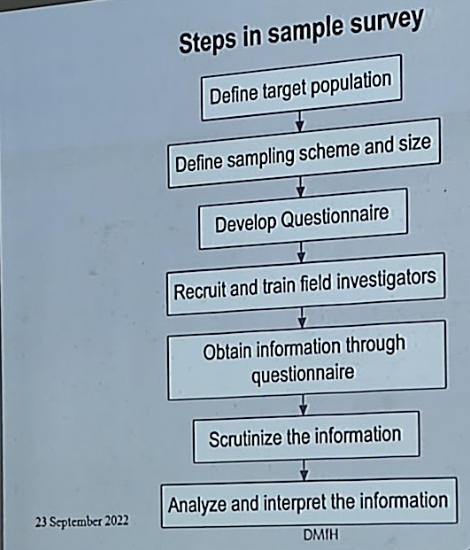 Steps in sample survey
Define target population
Define sampling scheme and size
Develop Questionnaire
Recruit and train field investigators
Obtain information through
questionnaire
Scrutinize the information
Analyze and interpret the information
23 September 2022
DMIH